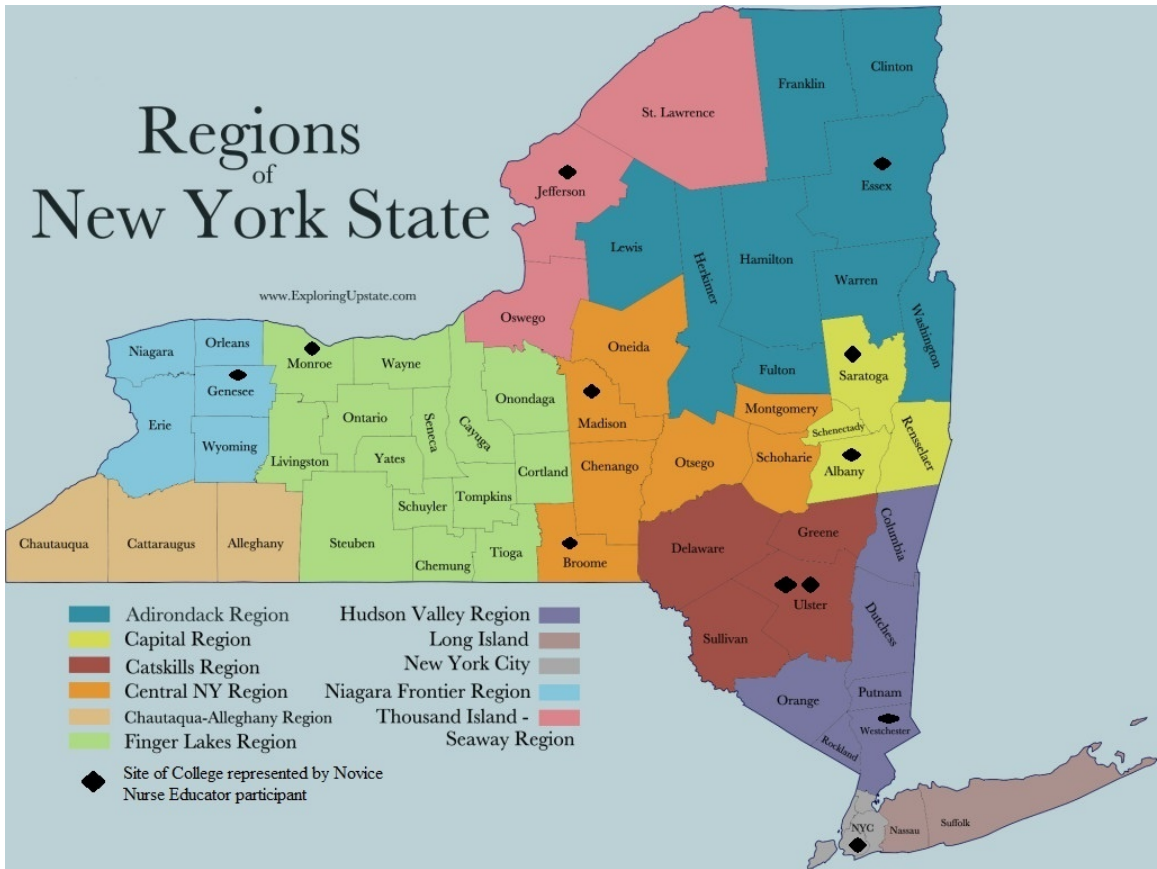 Regions
of
New York State
www.ExploringUpstate.com
Clinton
Franklin
St. Lawrence
Essex
Jefferson
Lewis
Herkimer
Hamilton
Warren
Washington
Oswego
Oneida
Fulton
Saratoga
Niagara
Orleans
Monroe
Wayne
Genesee
Onondaga
Madison
Montgomery
Schenectady
Rensselaer
Erie
Ontario
Seneca
Cayuga
Wyoming
Livingston
Yates
Cortland
Chenango
Otsego
Schoharie
Albany
Schuyler
Tompkins
Chautauqua
Cattaraugus
Alleghany
Steuben
Chemung
Tioga
Broome
Delaware
Greene
Columbia
Ulster
Sullivan
Dutchess
Orange
Putnam
Rockland
Westchester
NYC
Nassau
Suffolk
Adirondack Region
Capital Region
Catskills Region
Central NY Region
Chautaqua-Alleghany Region
Finger Lakes Region
Hudson Valley Region
Long Island
New York City
Niagara Frontier Region
Thousand Island -
Seaway Region
Site of College represented by Novice
Nurse Educator participant